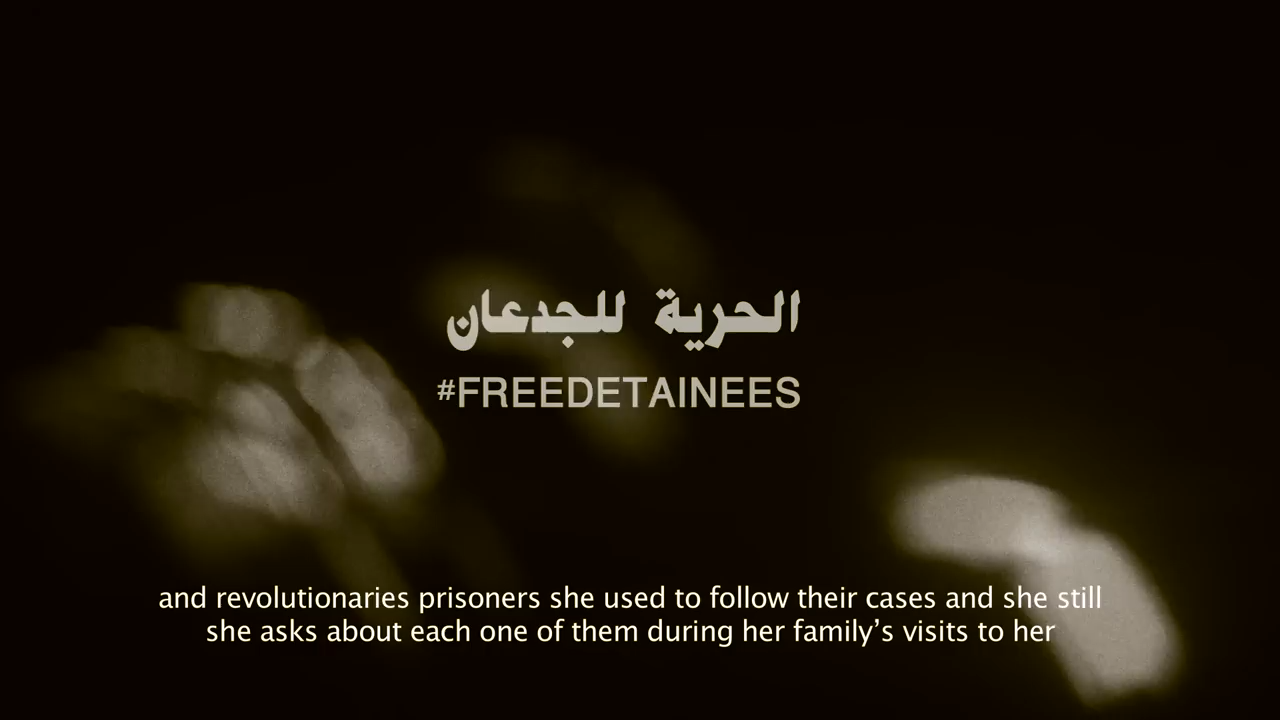 الحرية للجدعان
#FREEDETAINEES
and revolutionaries prisoners she used to follow their cases and she still
she asks about each one of them during her family’s visits to her